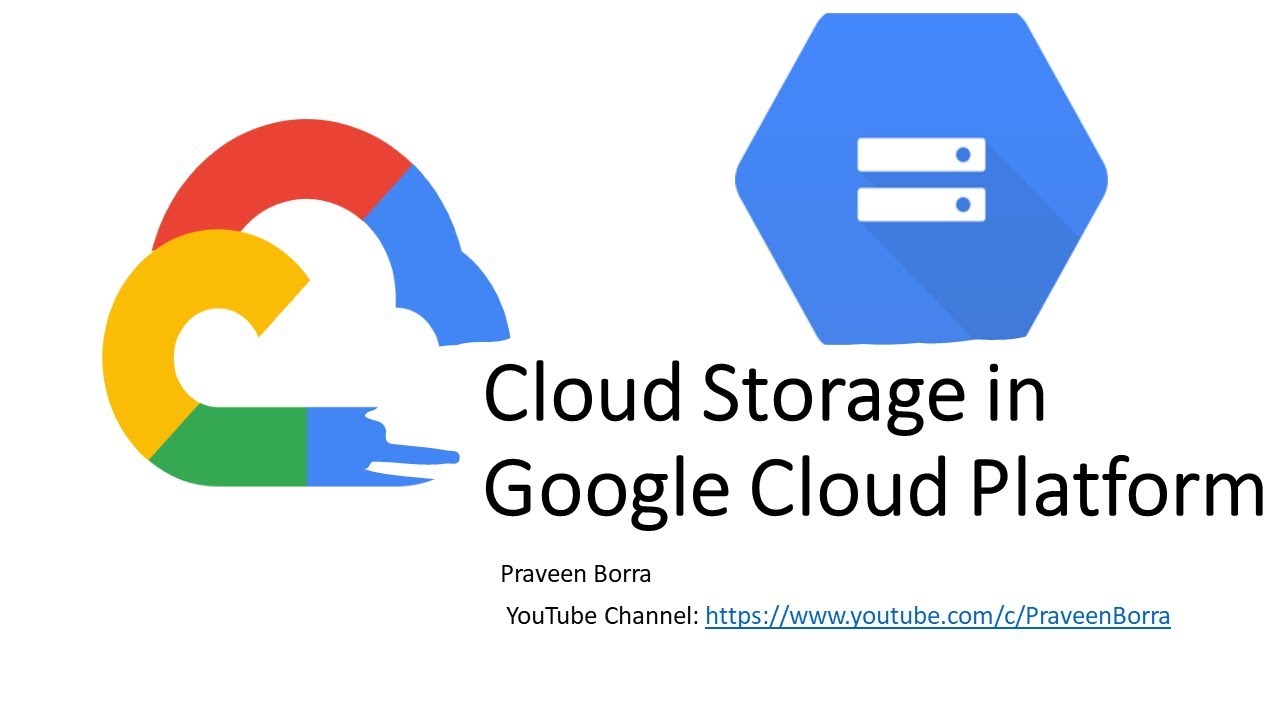 Cloud Storage in
Google Cloud Platform
Praveen Borra
YouTube Channel: https://www.youtube.com/c/PraveenBorra